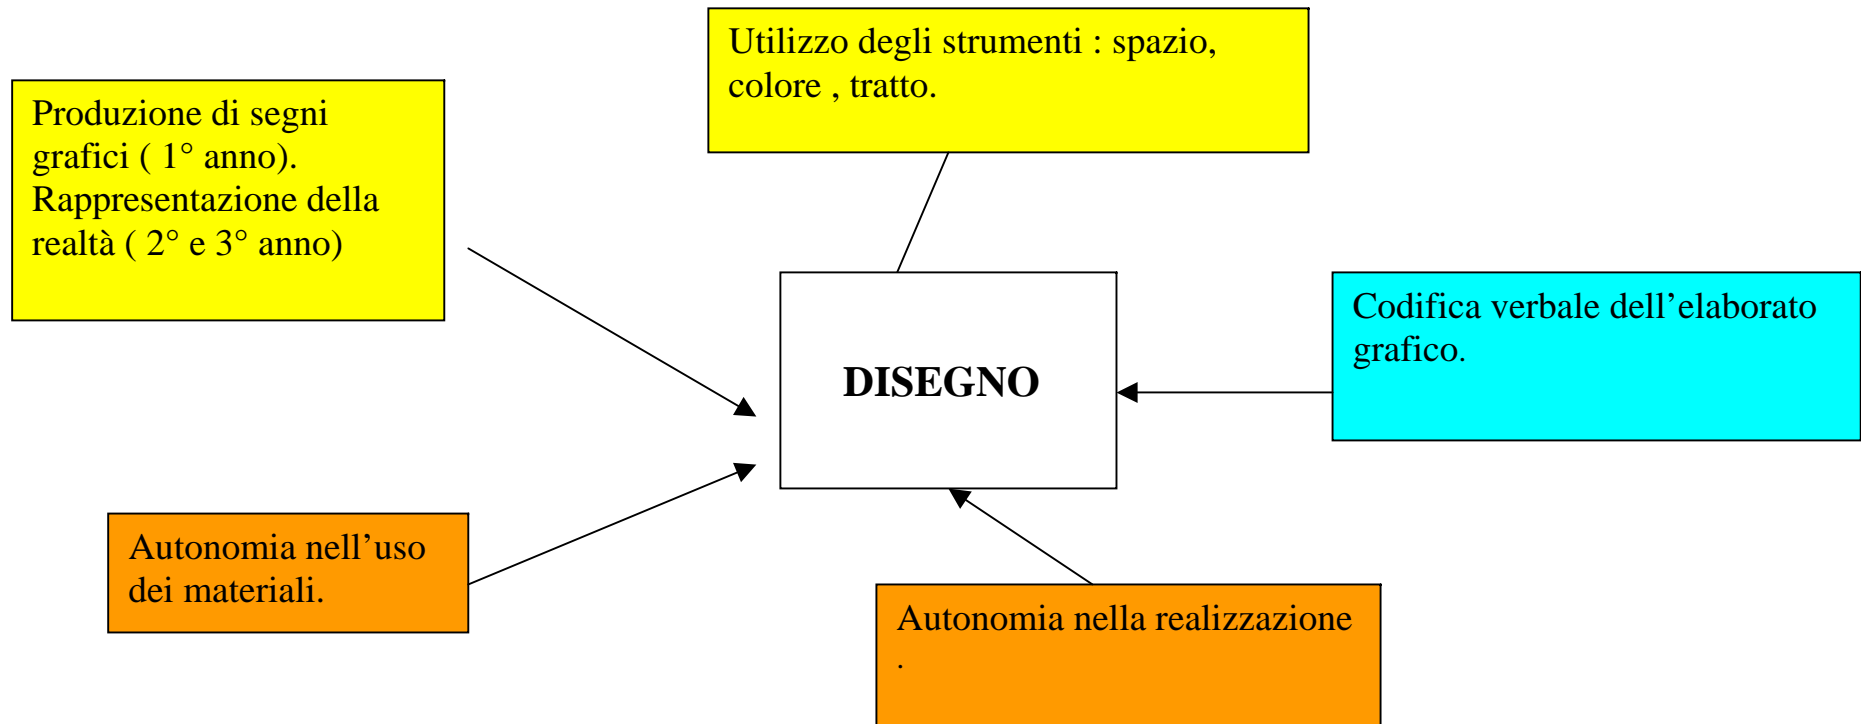 Utilizzo degli strumenti : spazio,
colore , tratto.
Produzione di segni
grafici ( 1° anno).
Rappresentazione della
realtà ( 2° e 3° anno)
Codifica verbale dell’elaborato
grafico.
DISEGNO
Autonomia nell’uso
dei materiali.
Autonomia nella realizzazione
.